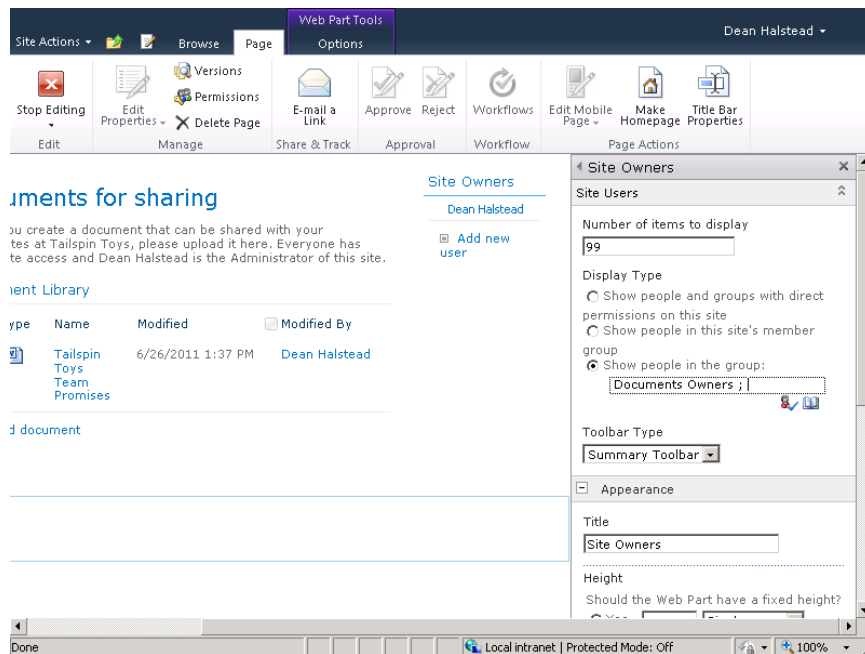 Web Part Tools
Site Actions
Browse
Page
Options
Dean Halstead
Stop Editing
Edit Properties
Versions
Permissions
Delete Page
E-mail a Link
Approve
Reject
Workflows
Edit Mobile Page
Make Homepage
Title Bar Properties
Edit
Manage
Share & Track
Approval
Workflow
Page Actions
uments for sharing
ou create a document that can be shared with your
tes at Tailspin Toys, please upload it here. Everyone has
te access and Dean Halstead is the Administrator of this site.
ment Library
ype Name Modified Modified By
Tailspin 6/26/2011 1:37 PM Dean Halstead
Toys
Team
Promises
d document
Site Owners
Dean Halstead
Add new
user
Site Owners
Site Users
Number of items to display
99
Display Type
Show people and groups with direct
permissions on this site
Show people in this site's member
group
Show people in the group:
Documents Owners ;
Toolbar Type
Summary Toolbar
Appearance
Title
Site Owners
Height
Should the Web Part have a fixed height?
Done
Local intranet | Protected Mode: Off
100%